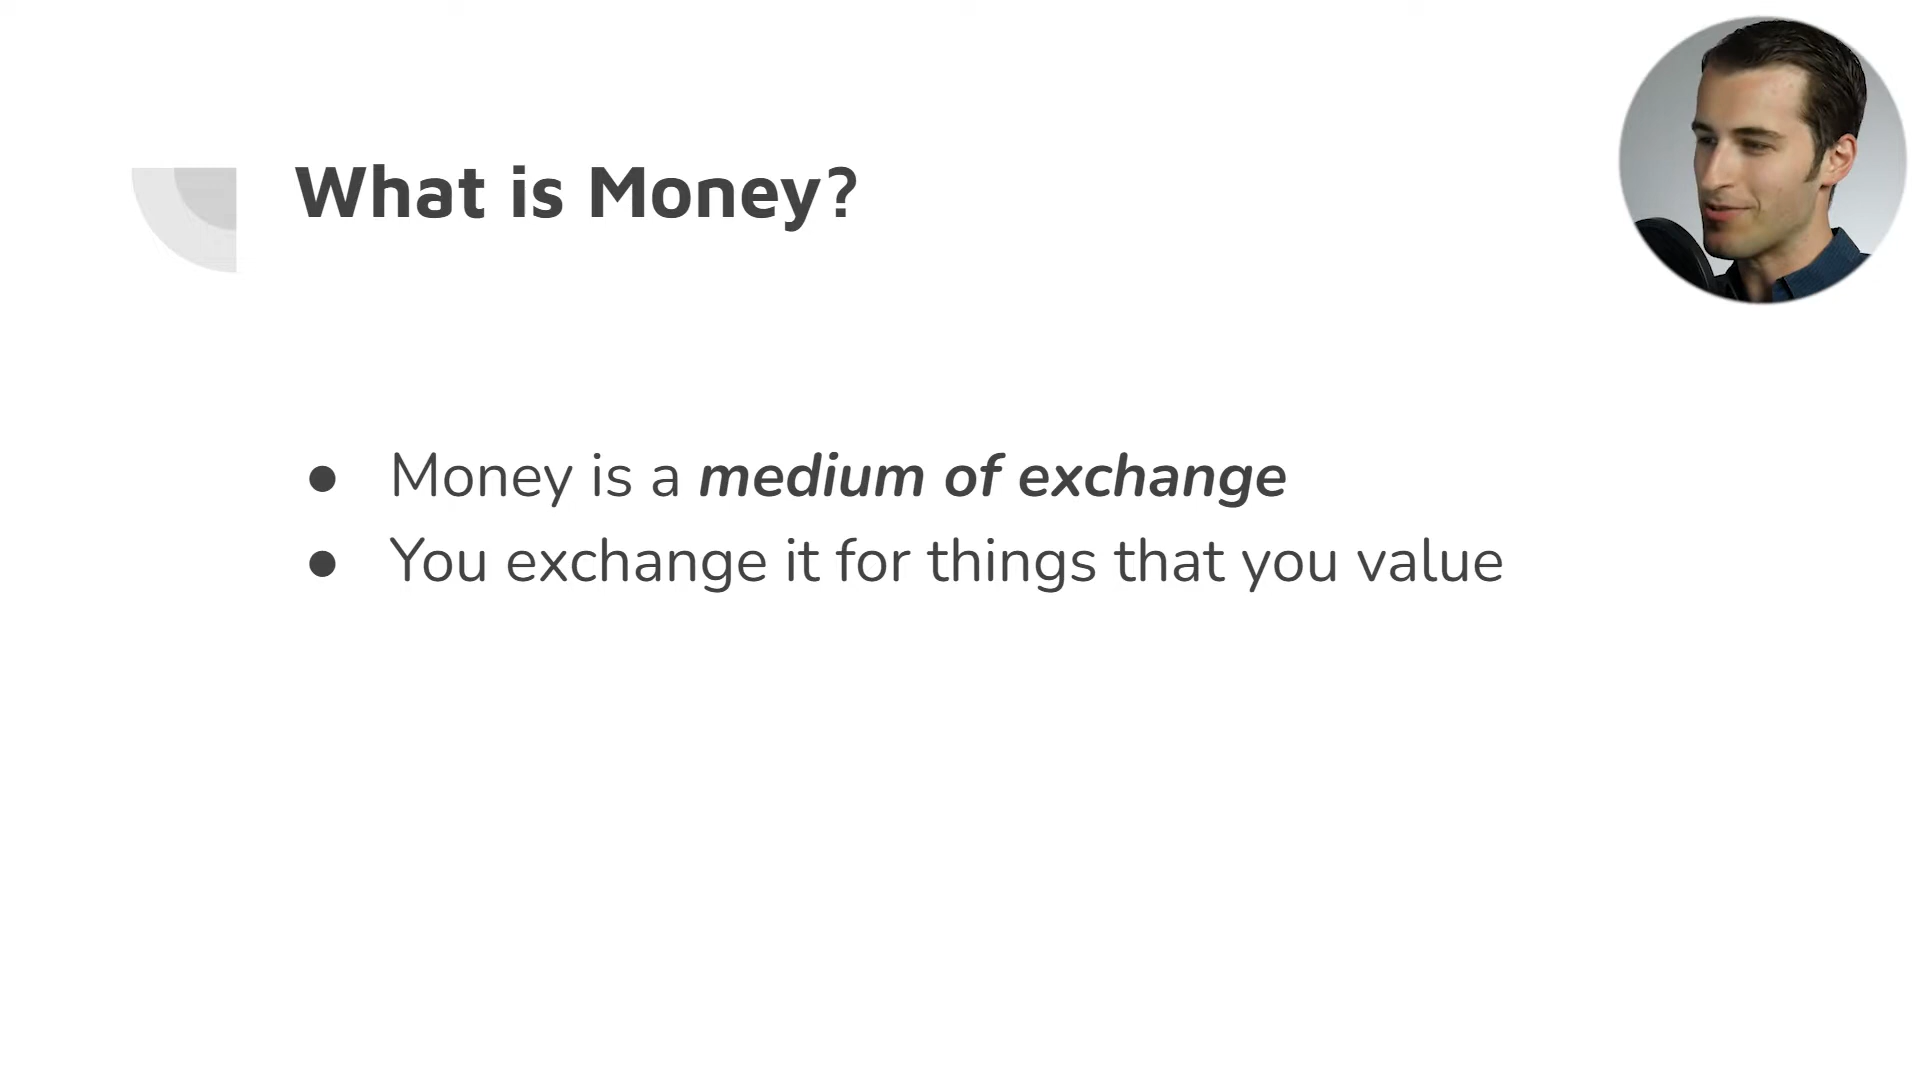 What is Money?
● Money is a medium of exchange
● You exchange it for things that you value